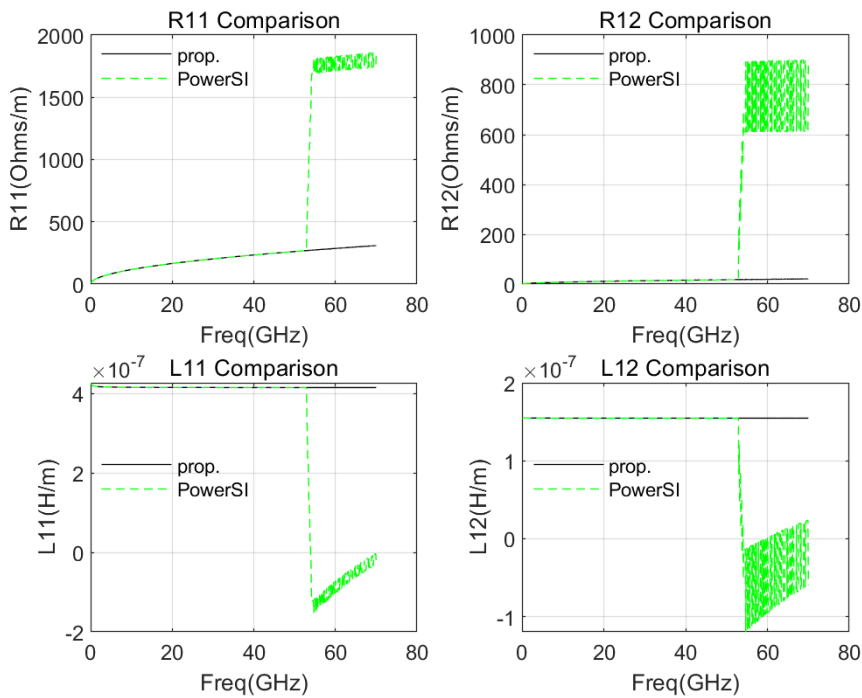 R11 Comparison
2000
1500
1000
500
0
R11(Ohms/m)
prop.
PowerSI
0 20 40 60 80
Freq(GHz)
R12 Comparison
1000
800
600
400
200
0
R12(Ohms/m)
prop.
PowerSI
0 20 40 60 80
Freq(GHz)
×10⁻⁷ L11 Comparison
4
2
0
-2
L11(H/m)
prop.
PowerSI
0 20 40 60 80
Freq(GHz)
×10⁻⁷ L12 Comparison
2
1
0
-1
L12(H/m)
prop.
PowerSI
0 20 40 60 80
Freq(GHz)